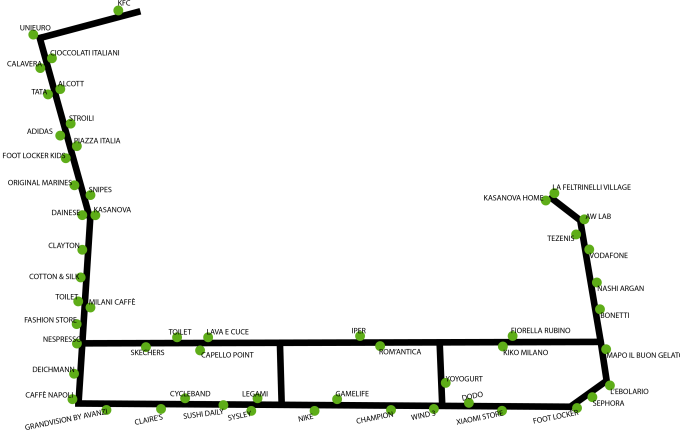 KFC
UNIEURO
CIOCCOLATI ITALIANI
CALAVERA
ALCOTT
TATA
STROILI
ADIDAS
PIAZZA ITALIA
FOOT LOCKER KIDS
ORIGINAL MARINES
SNIPES
DAINESE
KASANOVA
LA FELTRINELLI VILLAGE
KASANOVA HOME
AW LAB
TEZENIS
CLAYTON
VODAFONE
COTTON & SILK
NASHI ARGAN
TOILET
MILANI CAFFÈ
BONETTI
FASHION STORE
TOILET
LAVA E CUCE
IPER
FIORELLA RUBINO
NESPRESSO
SKECHERS
CAPELLO POINT
ROM'ANTICA
KIKO MILANO
MAPO IL BUON GELATO
DEICHMANN
YOYOGURT
LEBOLARIO
CAFFÈ NAPOLI
CYCLEBAND
LEGAMI
GAMELIFE
DODO
SEPHORA
GRANDVISION BY AVANZI
CLAIRE'S
SUSHI DAILY
SYSLEY
NIKE
CHAMPION
WIND 3
XIAOMI STORE
FOOT LOCKER